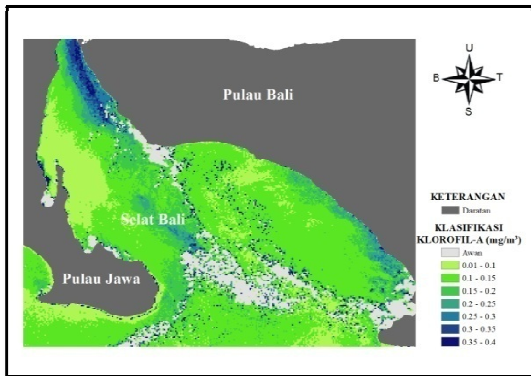 U
B T
S
Pulau Bali
Selat Bali
Pulau Jawa
KETERANGAN
Daratan
KLASIFIKASI
KLOROFIL-A (mg/m³)
Awan
0.01 - 0.1
0.1 - 0.15
0.15 - 0.2
0.2 - 0.25
0.25 - 0.3
0.3 - 0.35
0.35 - 0.4